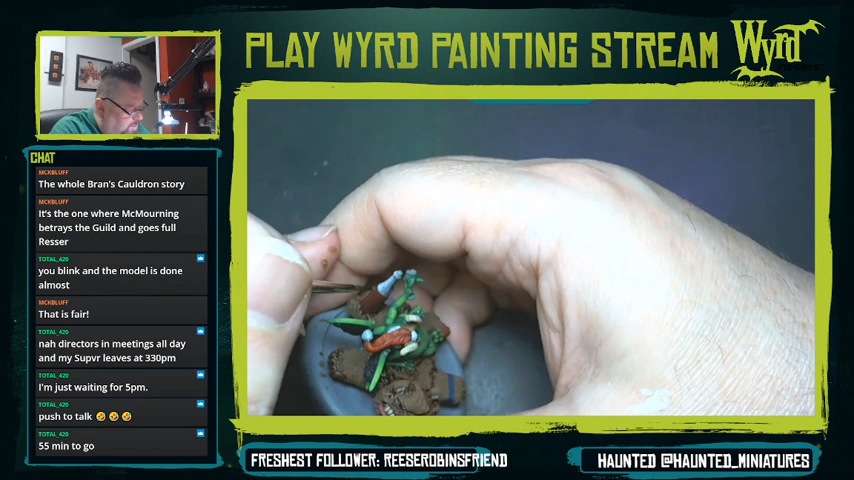 PLAY WYRD PAINTING STREAM
Wyrd
CHAT
MCKBLUFF
The whole Bran's Cauldron story
MCKBLUFF
It's the one where McMourning
betrays the Guild and goes full
Resser
TOTAL_420
you blink and the model is done
almost
MCKBLUFF
That is fair!
TOTAL_420
nah directors in meetings all day
and my Supvr leaves at 330pm
TOTAL_420
I'm just waiting for 5pm.
TOTAL_420
push to talk 🤣 🤣 🤣
TOTAL_420
55 min to go
FRESHEST FOLLOWER: REESEROBINSFRIEND
HAUNTED @HAUNTED_MINIATURES